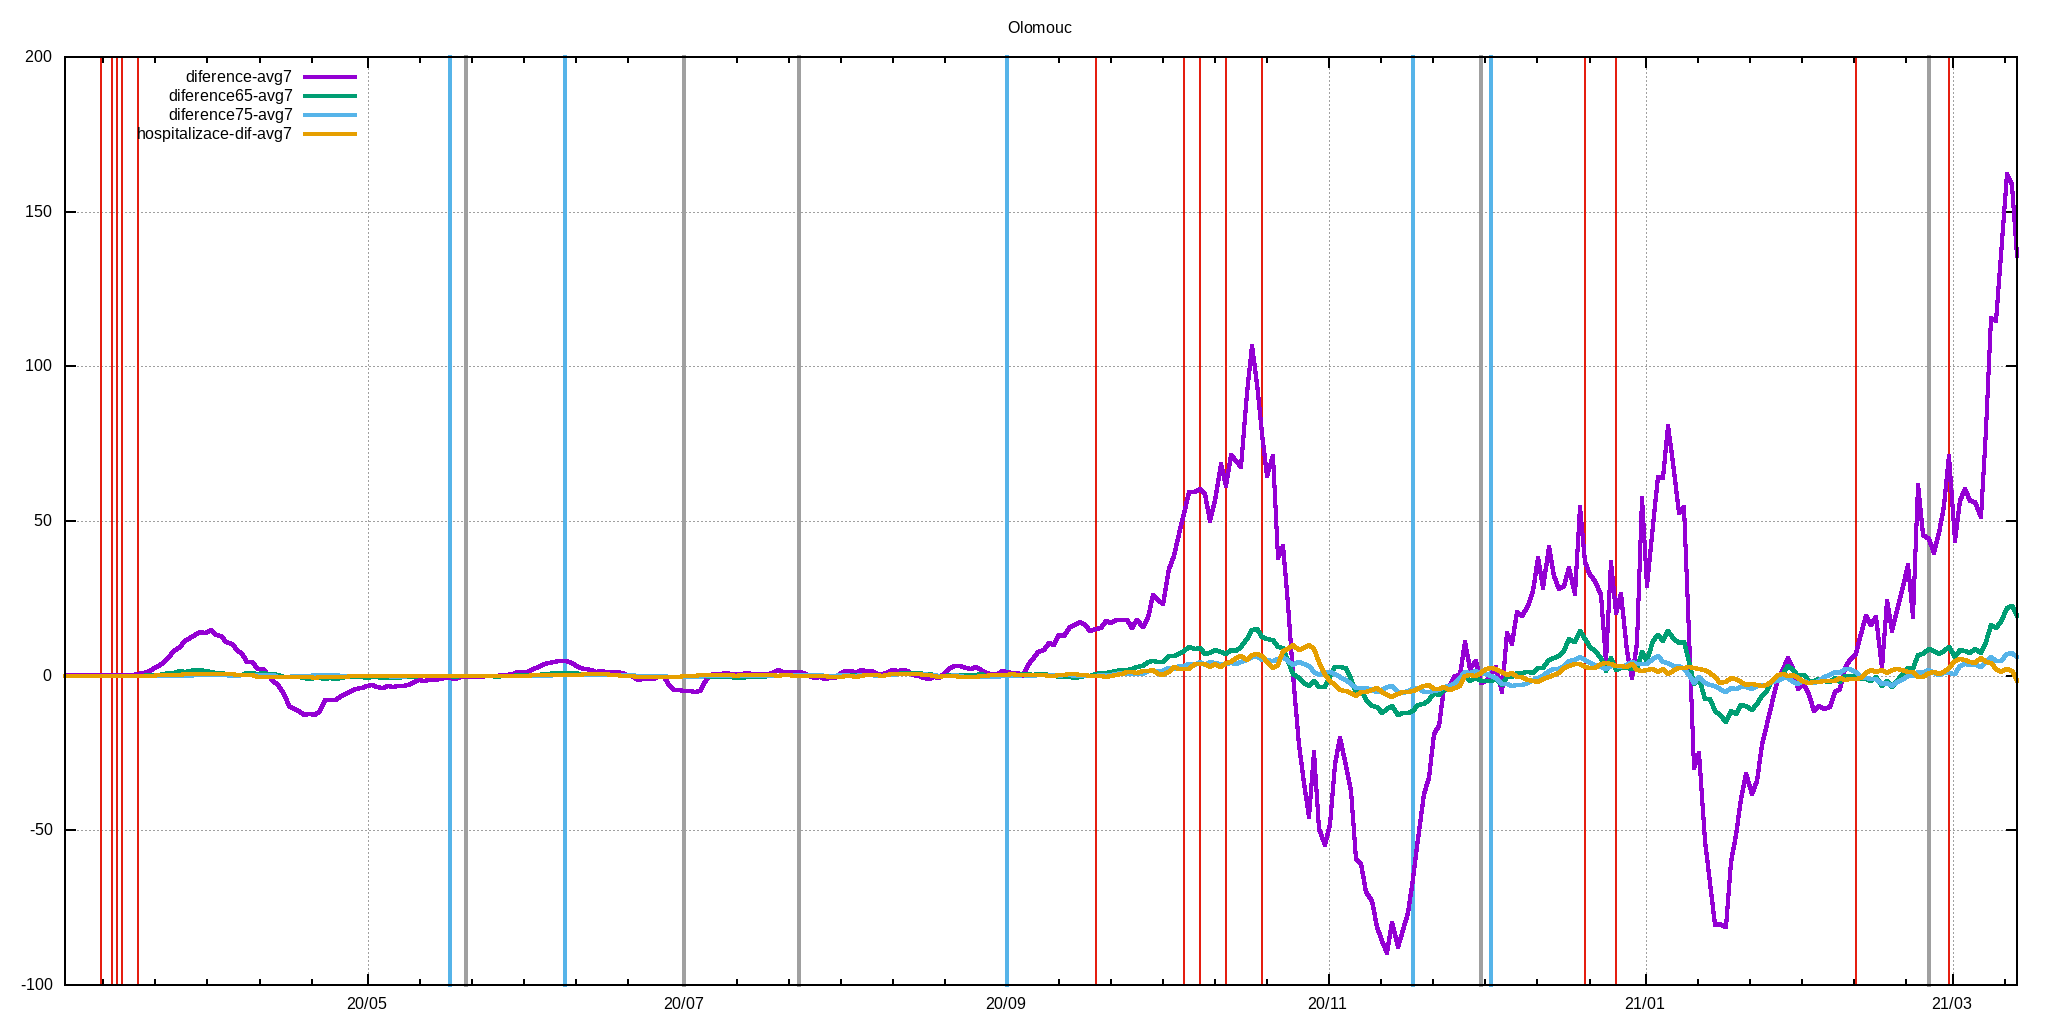 Olomouc
200
diference-avg7
diference65-avg7
diference75-avg7
hospitalizace-dif-avg7
150
100
50
0
-50
-100
20/05 20/07 20/09 20/11 21/01 21/03